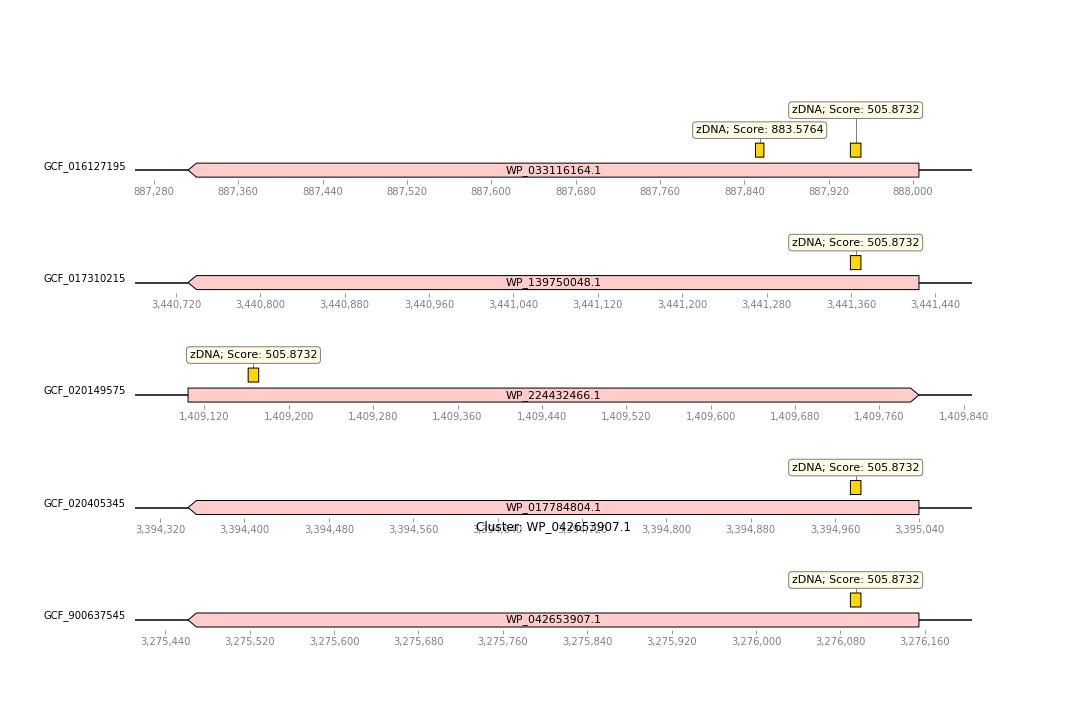 zDNA; Score: 505.8732
zDNA; Score: 883.5764
GCF_016127195
WP_033116164.1
887,280 887,360 887,440 887,520 887,600 887,680 887,760 887,840 887,920 888,000
zDNA; Score: 505.8732
GCF_017310215
WP_139750048.1
3,440,720 3,440,800 3,440,880 3,440,960 3,441,040 3,441,120 3,441,200 3,441,280 3,441,360 3,441,440
zDNA; Score: 505.8732
GCF_020149575
WP_224432466.1
1,409,120 1,409,200 1,409,280 1,409,360 1,409,440 1,409,520 1,409,600 1,409,680 1,409,760 1,409,840
zDNA; Score: 505.8732
GCF_020405345
WP_017784804.1
Cluster: WP_042653907.1
3,394,320 3,394,400 3,394,480 3,394,560 3,394,640 3,394,720 3,394,800 3,394,880 3,394,960 3,395,040
zDNA; Score: 505.8732
GCF_900637545
WP_042653907.1
3,275,440 3,275,520 3,275,600 3,275,680 3,275,760 3,275,840 3,275,920 3,276,000 3,276,080 3,276,160